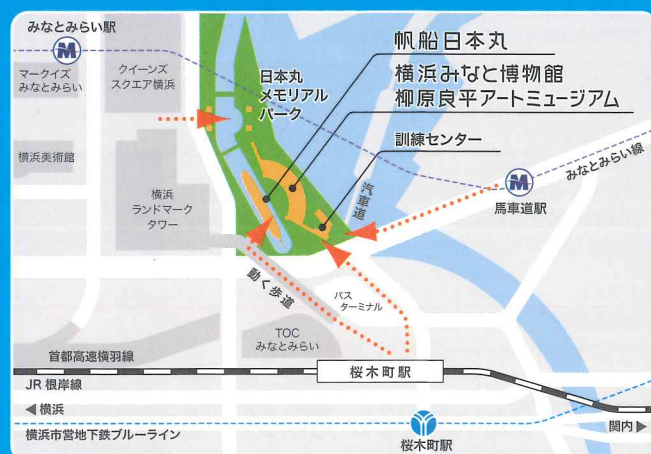 みなとみらい駅
マークイズ
みなとみらい
クイーンズ
スクエア横浜
日本丸
メモリアル
パーク
帆船日本丸
横浜みなと博物館
柳原良平アートミュージアム
訓練センター
みなとみらい線
馬車道駅
汽車道
横浜美術館
横浜
ランドマーク
タワー
動く歩道
バス
ターミナル
TOC
みなとみらい
首都高速横羽線
桜木町駅
JR 根岸線
◀横浜
関内▶
横浜市営地下鉄ブルーライン
桜木町駅